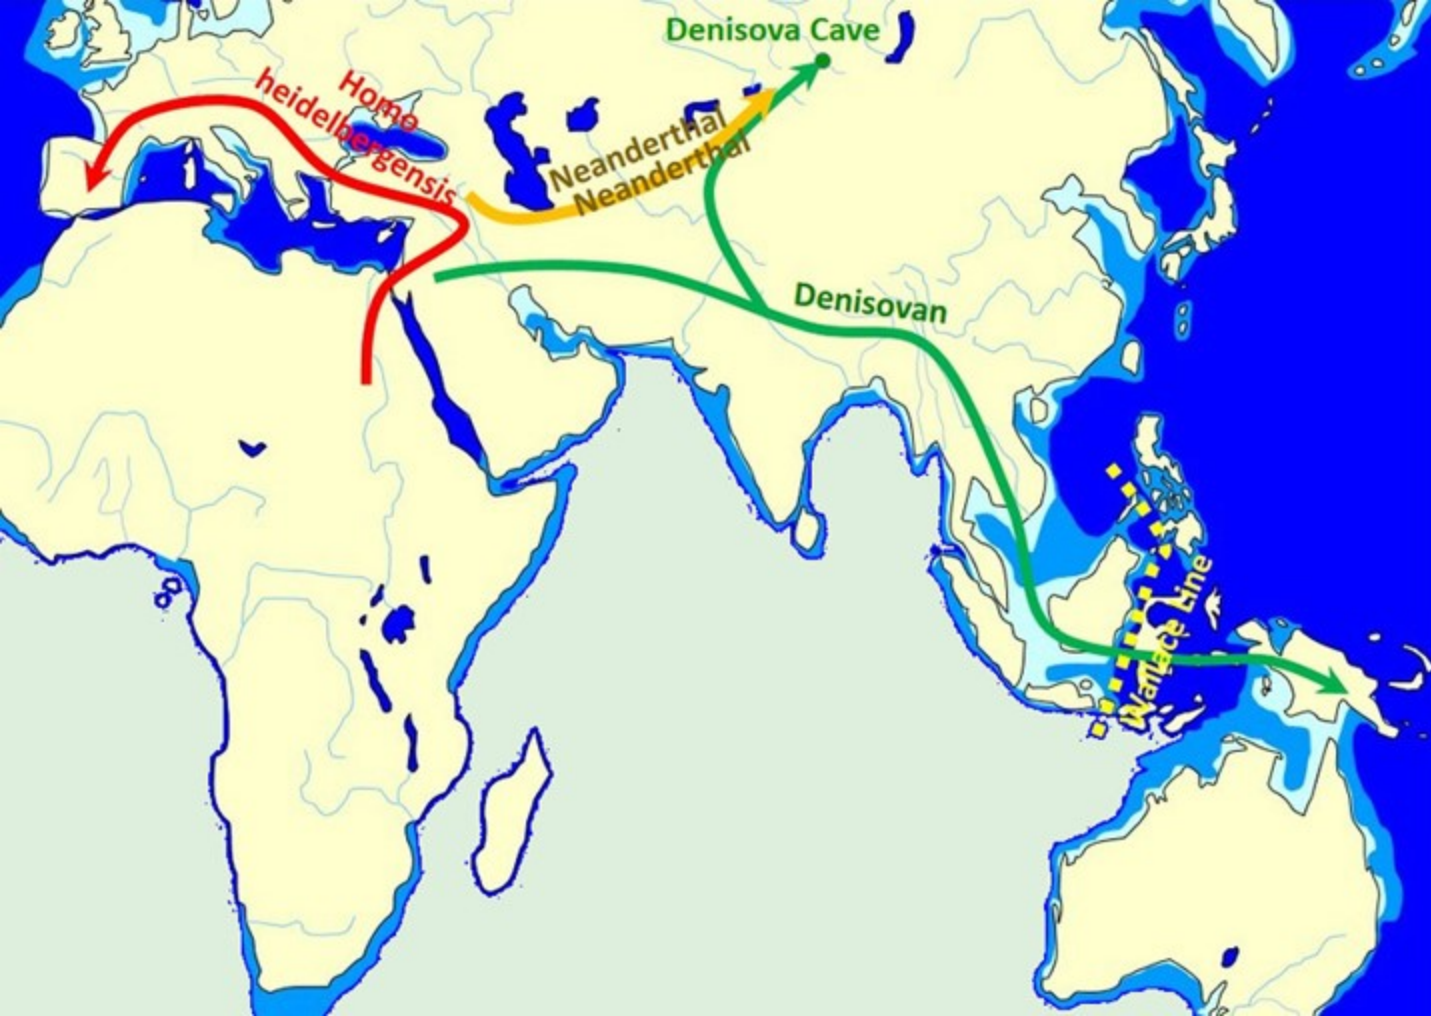 Denisova Cave
Homo
heidelbergensis
Neanderthal
Neanderthal
Denisovan
Wallace Line